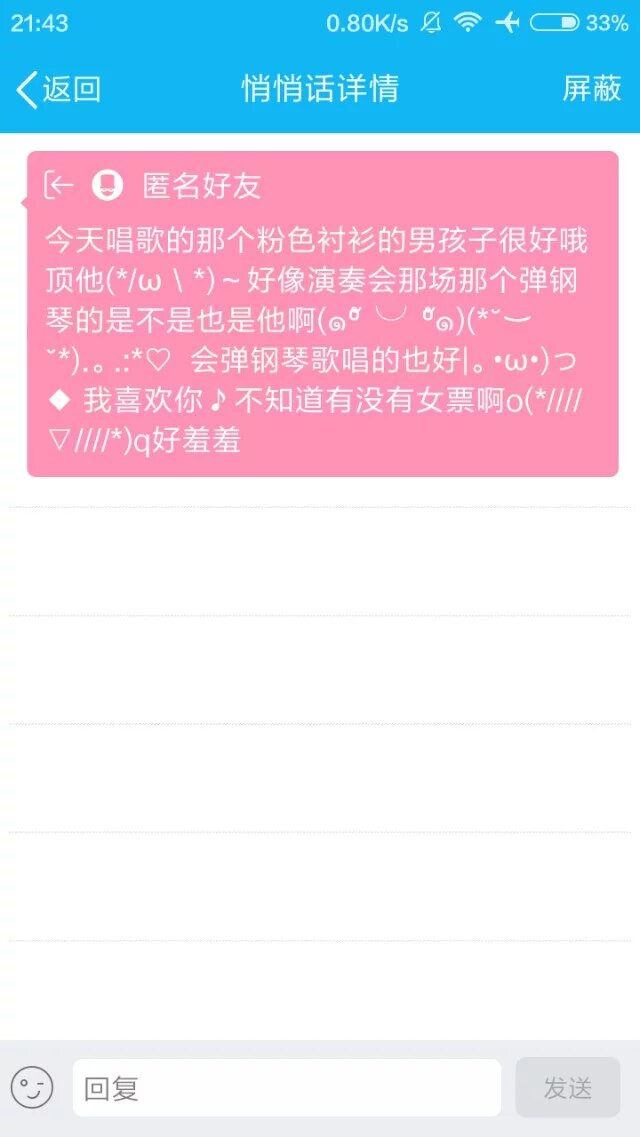 21:43 0.80K/s 33%
返回 悄悄话详情 屏蔽
匿名好友
今天唱歌的那个粉色衬衫的男孩子很好哦
顶他(*/ω\*)~好像演奏会那场那个弹钢
琴的是不是也是他啊(๑•̌ ︶ •̌๑)(*˘︶
˘*).｡.:*♡ 会弹钢琴歌唱的也好|｡•ω•)っ
◆ 我喜欢你♪不知道有没有女票啊o(*////
▽////*)q好羞羞
回复 发送